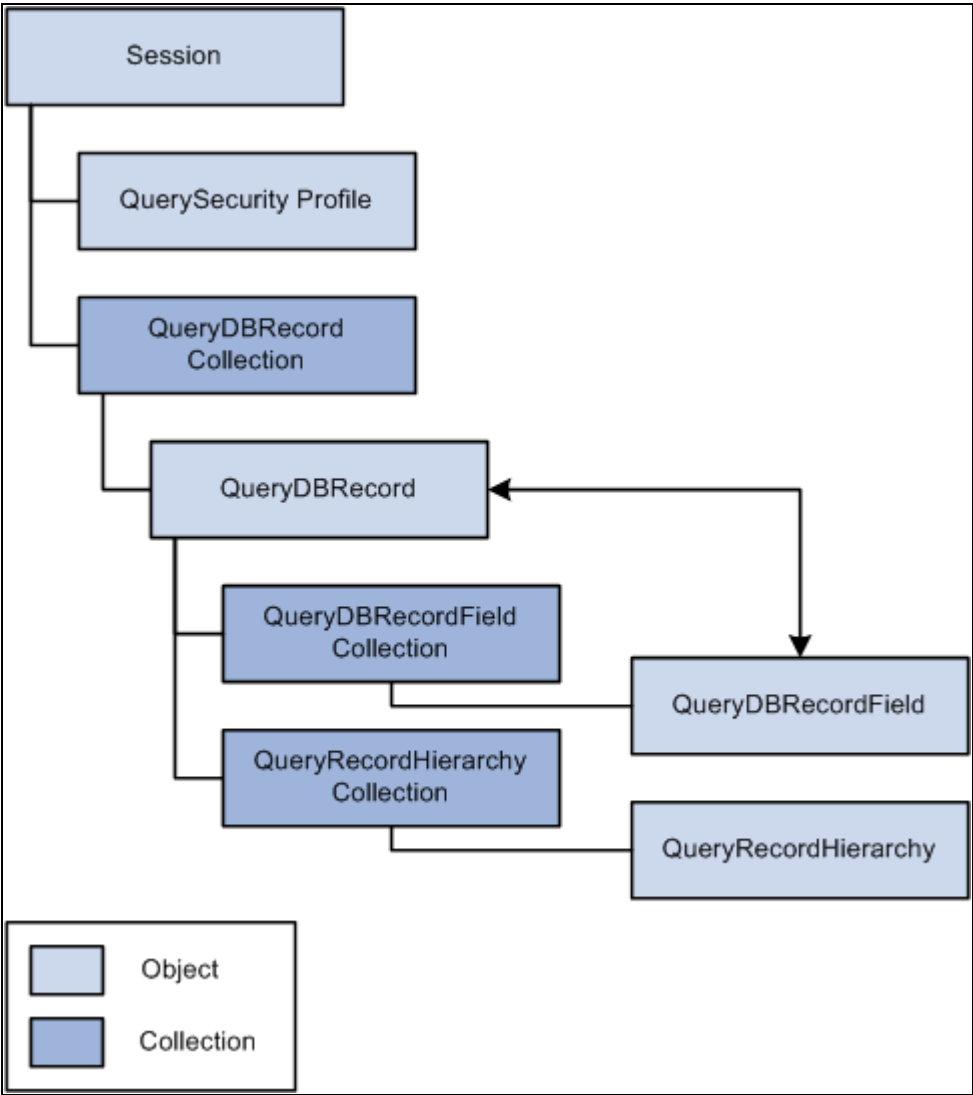 Session
QuerySecurity Profile
QueryDBRecord
Collection
QueryDBRecord
QueryDBRecordField
Collection
QueryDBRecordField
QueryRecordHierarchy
Collection
QueryRecordHierarchy
Object
Collection